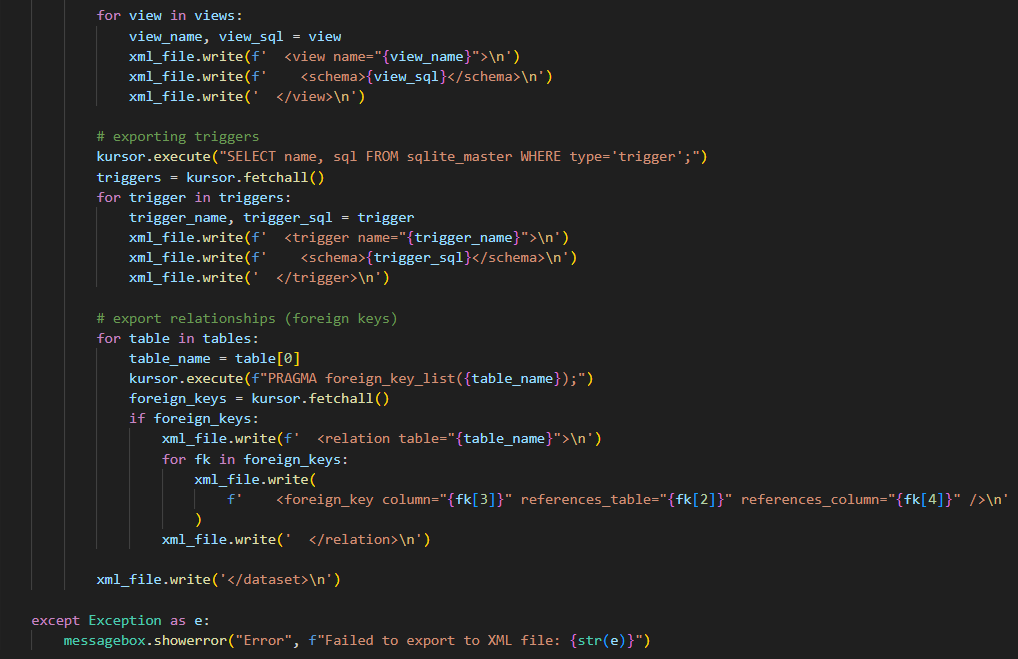 for view in views:
    view_name, view_sql = view
    xml_file.write(f'  <view name="{view_name}">\n')
    xml_file.write(f'    <schema>{view_sql}</schema>\n')
    xml_file.write('  </view>\n')

# exporting triggers
kursor.execute("SELECT name, sql FROM sqlite_master WHERE type='trigger';")
triggers = kursor.fetchall()
for trigger in triggers:
    trigger_name, trigger_sql = trigger
    xml_file.write(f'  <trigger name="{trigger_name}">\n')
    xml_file.write(f'    <schema>{trigger_sql}</schema>\n')
    xml_file.write('  </trigger>\n')

# export relationships (foreign keys)
for table in tables:
    table_name = table[0]
    kursor.execute(f"PRAGMA foreign_key_list({table_name});")
    foreign_keys = kursor.fetchall()
    if foreign_keys:
        xml_file.write(f'  <relation table="{table_name}">\n')
        for fk in foreign_keys:
            xml_file.write(
                f'    <foreign_key column="{fk[3]}" references_table="{fk[2]}" references_column="{fk[4]}" />\n'
            )
        xml_file.write('  </relation>\n')

xml_file.write('</dataset>\n')

except Exception as e:
    messagebox.showerror("Error", f"Failed to export to XML file: {str(e)}")